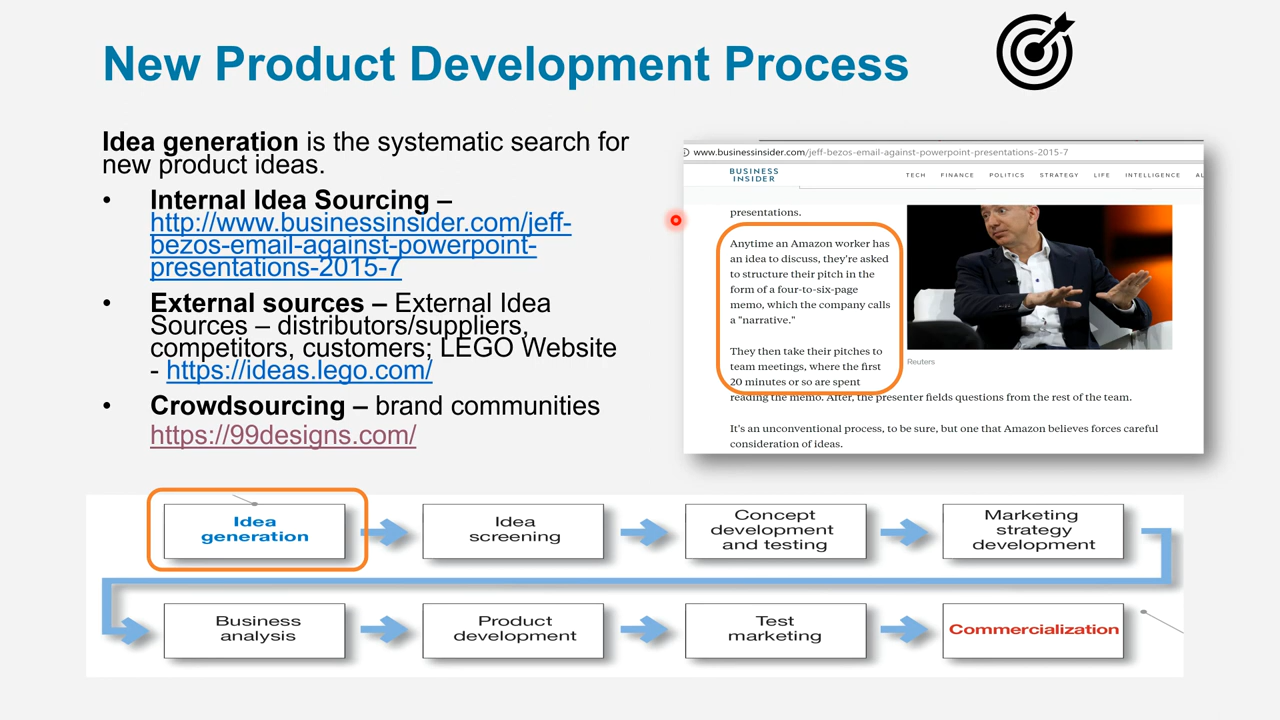 New Product Development Process
Idea generation is the systematic search for
new product ideas.
• Internal Idea Sourcing –
http://www.businessinsider.com/jeff-
bezos-email-against-powerpoint-
presentations-2015-7
• External sources – External Idea
Sources – distributors/suppliers,
competitors, customers; LEGO Website
- https://ideas.lego.com/
• Crowdsourcing – brand communities
https://99designs.com/
www.businessinsider.com/jeff-bezos-email-against-powerpoint-presentations-2015-7
BUSINESS
INSIDER
TECH FINANCE POLITICS STRATEGY LIFE INTELLIGENCE
presentations.
Anytime an Amazon worker has
an idea to discuss, they're asked
to structure their pitch in the
form of a four-to-six-page
memo, which the company calls
a "narrative."
They then take their pitches to
team meetings, where the first
20 minutes or so are spent
reading the memo. After, the presenter fields questions from the rest of the team.
It's an unconventional process, to be sure, but one that Amazon believes forces careful
consideration of ideas.
Reuters
Idea
generation
Idea
screening
Concept
development
and testing
Marketing
strategy
development
Business
analysis
Product
development
Test
marketing
Commercialization